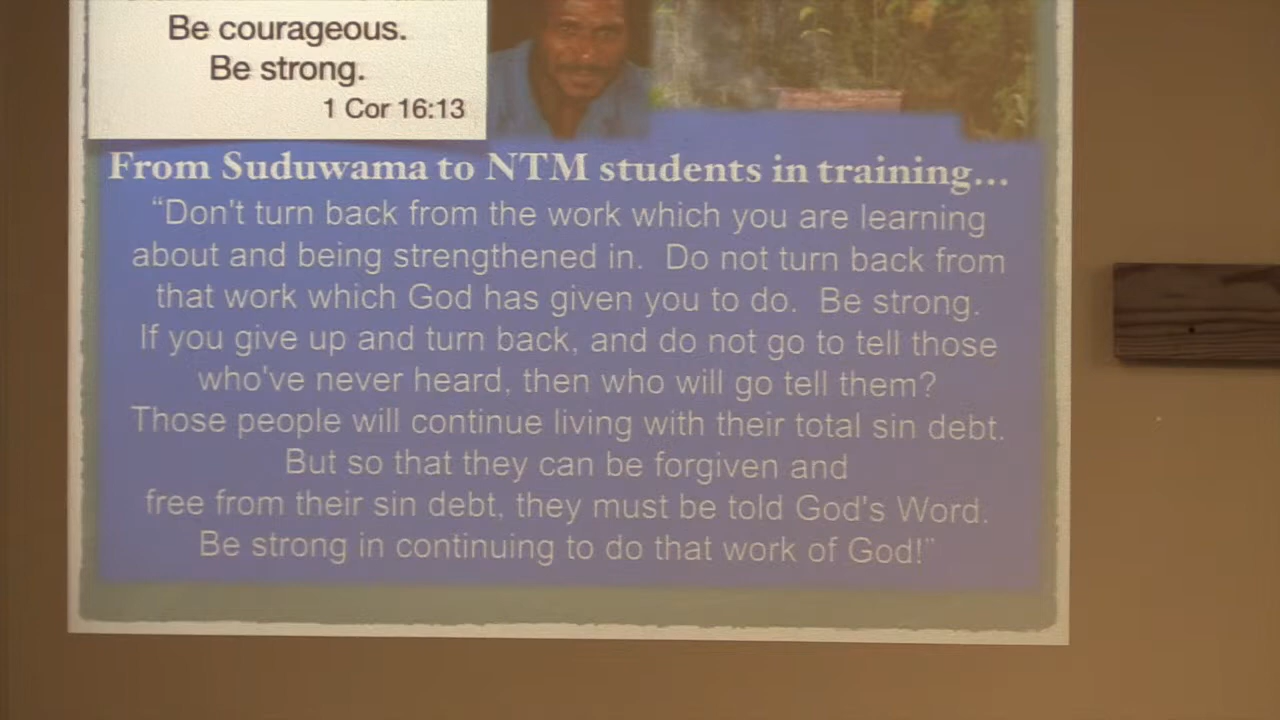 Be courageous.
Be strong.
1 Cor 16:13
From Suduwama to NTM students in training...
“Don't turn back from the work which you are learning
about and being strengthened in. Do not turn back from
that work which God has given you to do. Be strong.
If you give up and turn back, and do not go to tell those
who've never heard, then who will go tell them?
Those people will continue living with their total sin debt.
But so that they can be forgiven and
free from their sin debt, they must be told God's Word.
Be strong in continuing to do that work of God!”